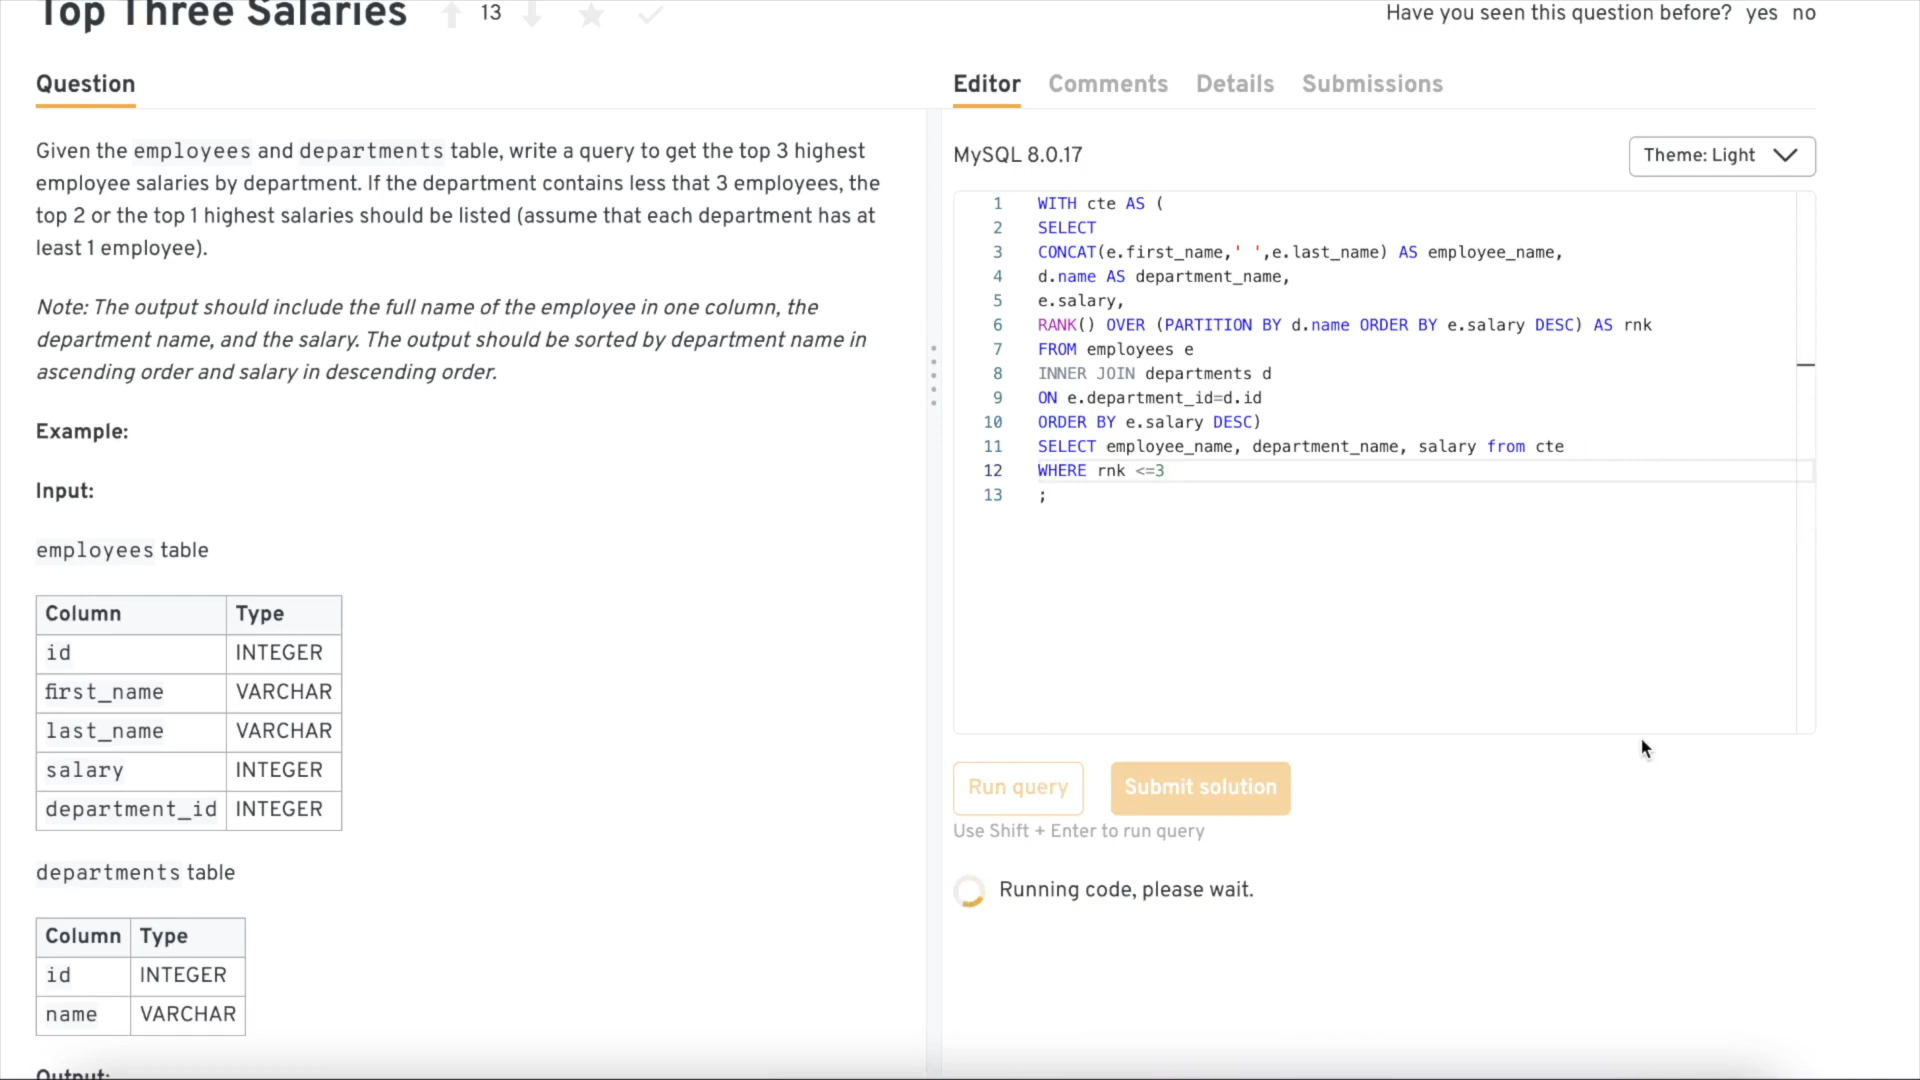 Top Three Salaries
13
Have you seen this question before? yes no
Question
Given the employees and departments table, write a query to get the top 3 highest
employee salaries by department. If the department contains less that 3 employees, the
top 2 or the top 1 highest salaries should be listed (assume that each department has at
least 1 employee).
Note: The output should include the full name of the employee in one column, the
department name, and the salary. The output should be sorted by department name in
ascending order and salary in descending order.
Example:
Input:
employees table
Column Type
id INTEGER
first_name VARCHAR
last_name VARCHAR
salary INTEGER
department_id INTEGER
departments table
Column Type
id INTEGER
name VARCHAR
Output:
Editor Comments Details Submissions
MySQL 8.0.17
Theme: Light
1 WITH cte AS (
2 SELECT
3 CONCAT(e.first_name,' ',e.last_name) AS employee_name,
4 d.name AS department_name,
5 e.salary,
6 RANK() OVER (PARTITION BY d.name ORDER BY e.salary DESC) AS rnk
7 FROM employees e
8 INNER JOIN departments d
9 ON e.department_id=d.id
10 ORDER BY e.salary DESC)
11 SELECT employee_name, department_name, salary from cte
12 WHERE rnk <=3
13 ;
Run query
Submit solution
Use Shift + Enter to run query
Running code, please wait.